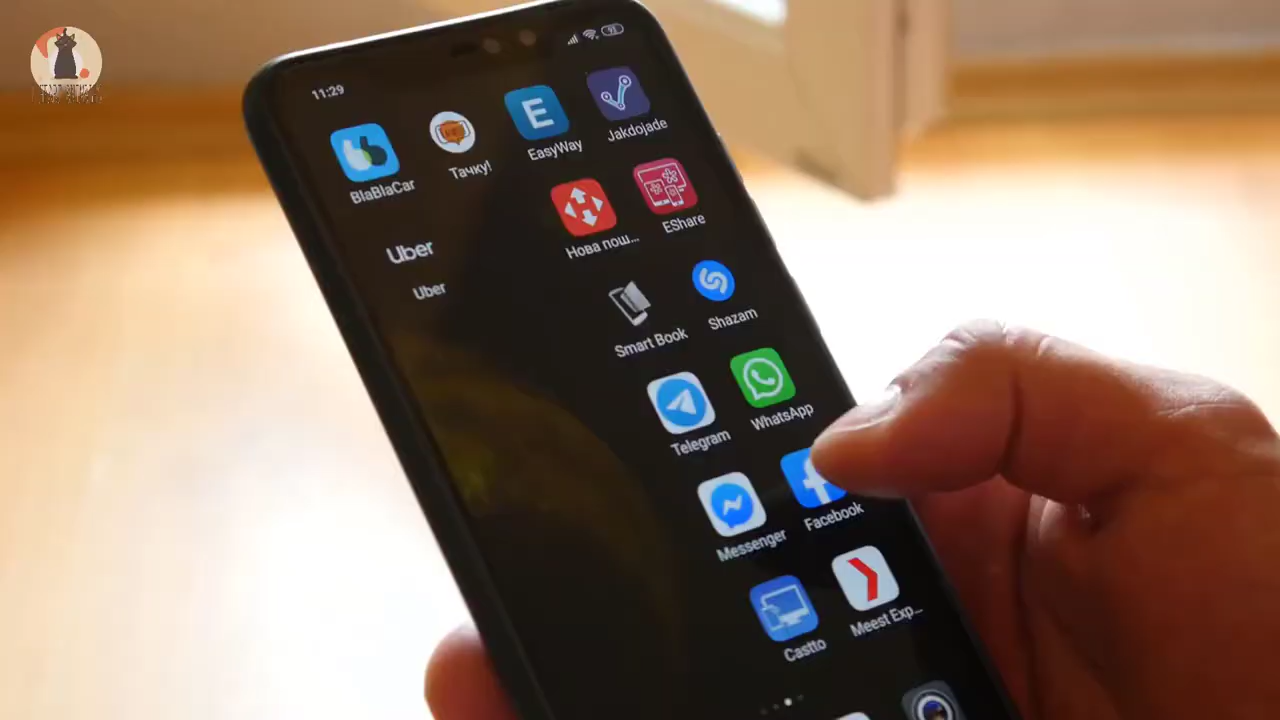 11:29
93
BlaBlaCar
Тачку!
E
EasyWay
Jakdojade
Uber
Uber
Нова пош...
EShare
Smart Book
Shazam
Telegram
WhatsApp
Messenger
Facebook
Castto
Meest Exp...